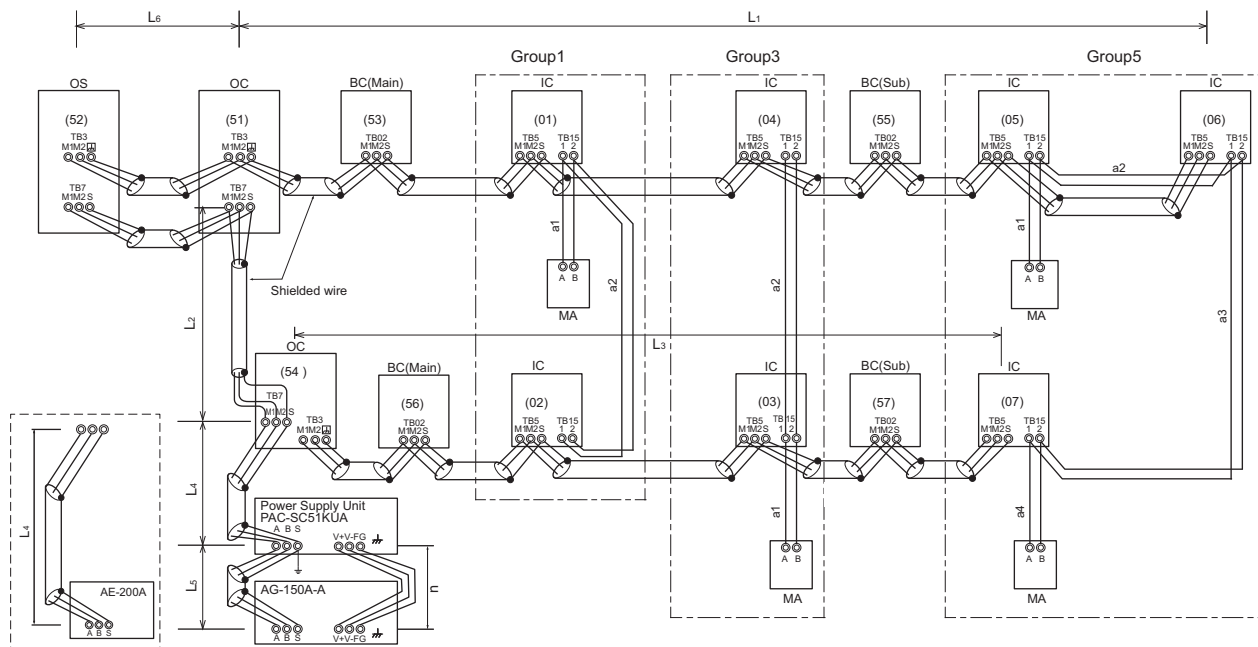 L6
L1
Group1
Group3
Group5
OS
OC
BC(Main)
IC
IC
BC(Sub)
IC
IC
(52)
(51)
(53)
(01)
(04)
(55)
(05)
(06)
TB3
M1M2
TB3
M1M2
TB02
M1M2S
TB5
M1M2S
TB15
1 2
TB5
M1M2S
TB15
1 2
TB02
M1M2S
TB5
M1M2S
TB15
1 2
TB5
M1M2S
TB15
1 2
TB7
M1M2S
TB7
M1M2S
a2
a1
a1
A B
A B
MA
MA
Shielded wire
a2
a2
a3
L2
L3
OC
(54 )
BC(Main)
IC
IC
BC(Sub)
IC
(56)
(02)
(03)
(57)
(07)
TB7
M1M2S
TB3
M1M2
TB02
M1M2S
TB5
M1M2S
TB15
1 2
TB5
M1M2S
TB15
1 2
TB02
M1M2S
TB5
M1M2S
TB15
1 2
L4
L4
Power Supply Unit
PAC-SC51KUA
A B S
V+V-FG
a1
a4
A B
A B
MA
MA
L5
n
AG-150A-A
A B S
V+V-FG
AE-200A
A B S